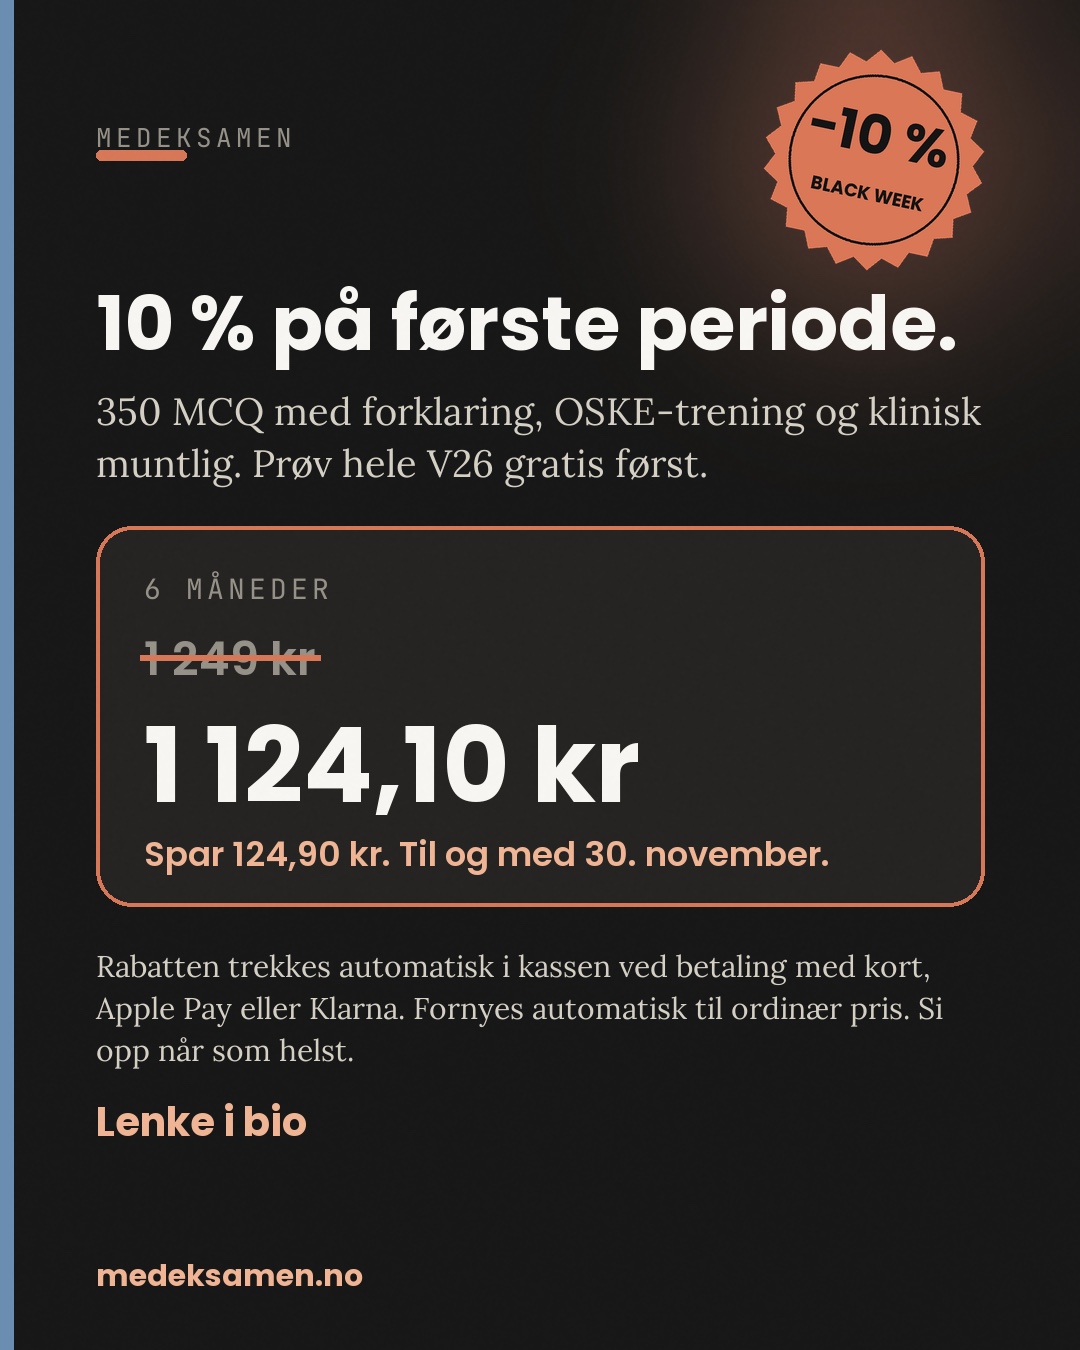 MEDEKSAMEN
−10 %
BLACK WEEK
10 % på første periode.
350 MCQ med forklaring, OSKE-trening og klinisk
muntlig. Prøv hele V26 gratis først.
6 MÅNEDER
1 249 kr
1 124,10 kr
Spar 124,90 kr. Til og med 30. november.
Rabatten trekkes automatisk i kassen ved betaling med kort,
Apple Pay eller Klarna. Fornyes automatisk til ordinær pris. Si
opp når som helst.
Lenke i bio
medeksamen.no